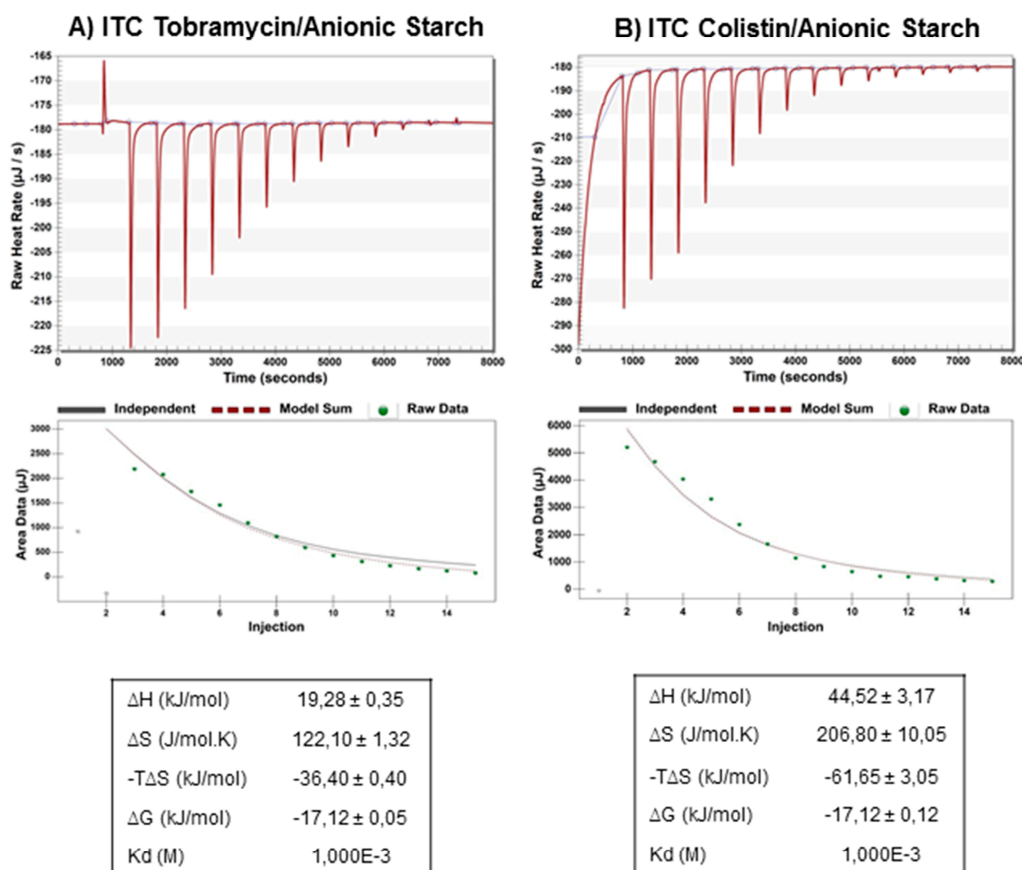 A) ITC Tobramycin/Anionic Starch
Raw Heat Rate (µJ / s)
-165
-170
-175
-180
-185
-190
-195
-200
-205
-210
-215
-220
-225
0 1000 2000 3000 4000 5000 6000 7000 8000
Time (seconds)
Independent Model Sum Raw Data
Area Data (µJ)
3000
2500
2000
1500
1000
500
0
2 4 6 8 10 12 14
Injection
ΔH (kJ/mol) 19,28 ± 0,35
ΔS (J/mol.K) 122,10 ± 1,32
-TΔS (kJ/mol) -36,40 ± 0,40
ΔG (kJ/mol) -17,12 ± 0,05
Kd (M) 1,000E-3
B) ITC Colistin/Anionic Starch
Raw Heat Rate (µJ / s)
-180
-190
-200
-210
-220
-230
-240
-250
-260
-270
-280
-290
-300
0 1000 2000 3000 4000 5000 6000 7000 8000
Time (seconds)
Independent Model Sum Raw Data
Area Data (µJ)
6000
5000
4000
3000
2000
1000
0
2 4 6 8 10 12 14
Injection
ΔH (kJ/mol) 44,52 ± 3,17
ΔS (J/mol.K) 206,80 ± 10,05
-TΔS (kJ/mol) -61,65 ± 3,05
ΔG (kJ/mol) -17,12 ± 0,12
Kd (M) 1,000E-3